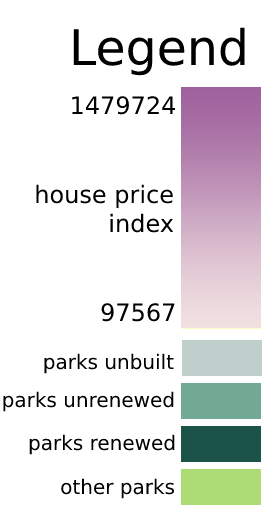 Legend
1479724
house price
index
97567
parks unbuilt
parks unrenewed
parks renewed
other parks